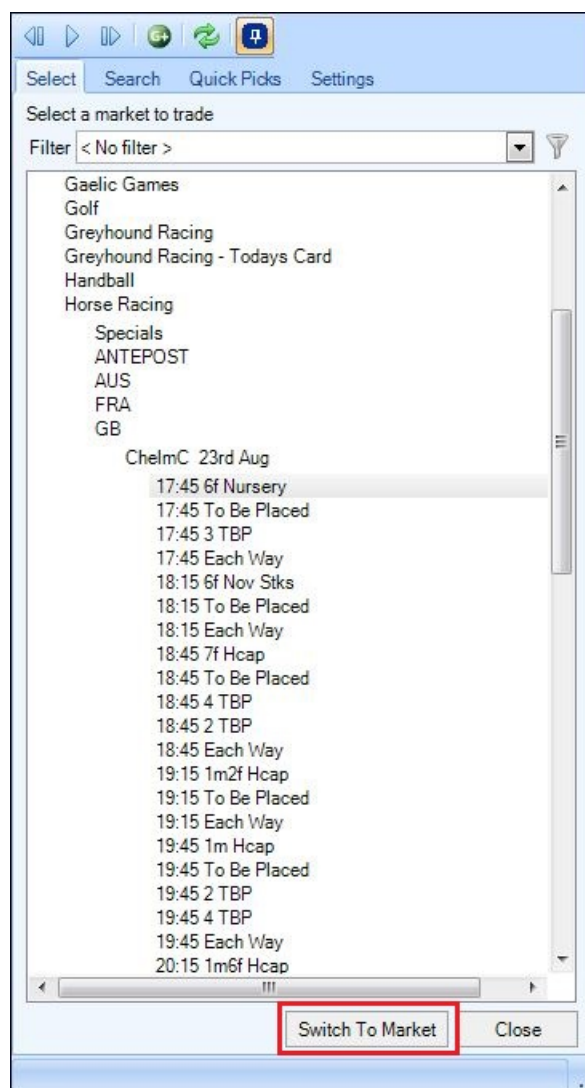 G+
Select Search Quick Picks Settings
Select a market to trade
Filter < No filter >
Gaelic Games
Golf
Greyhound Racing
Greyhound Racing - Todays Card
Handball
Horse Racing
Specials
ANTEPOST
AUS
FRA
GB
ChelmC 23rd Aug
17:45 6f Nursery
17:45 To Be Placed
17:45 3 TBP
17:45 Each Way
18:15 6f Nov Stks
18:15 To Be Placed
18:15 Each Way
18:45 7f Hcap
18:45 To Be Placed
18:45 4 TBP
18:45 2 TBP
18:45 Each Way
19:15 1m2f Hcap
19:15 To Be Placed
19:15 Each Way
19:45 1m Hcap
19:45 To Be Placed
19:45 2 TBP
19:45 4 TBP
19:45 Each Way
20:15 1m6f Hcap
Switch To Market Close